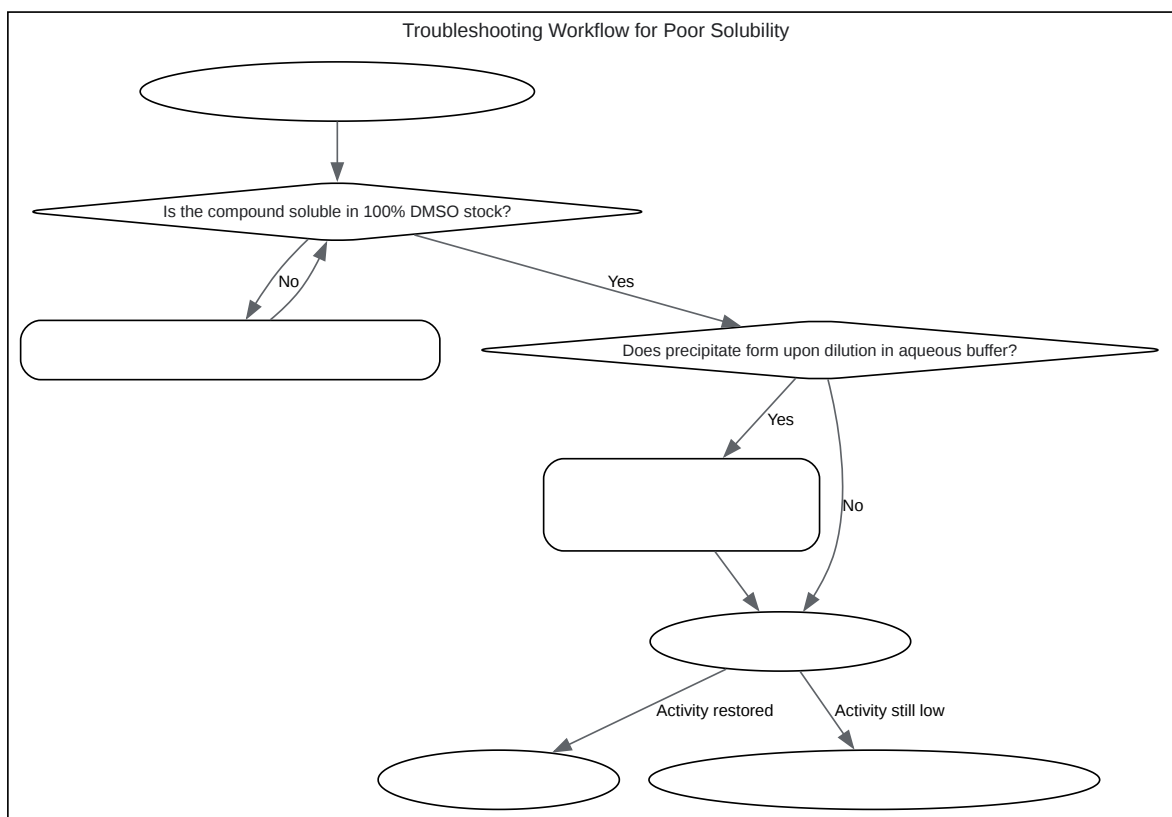 Troubleshooting Workflow for Poor Solubility
Is the compound soluble in 100% DMSO stock?
No
Yes
Does precipitate form upon dilution in aqueous buffer?
Yes
No
Activity restored
Activity still low